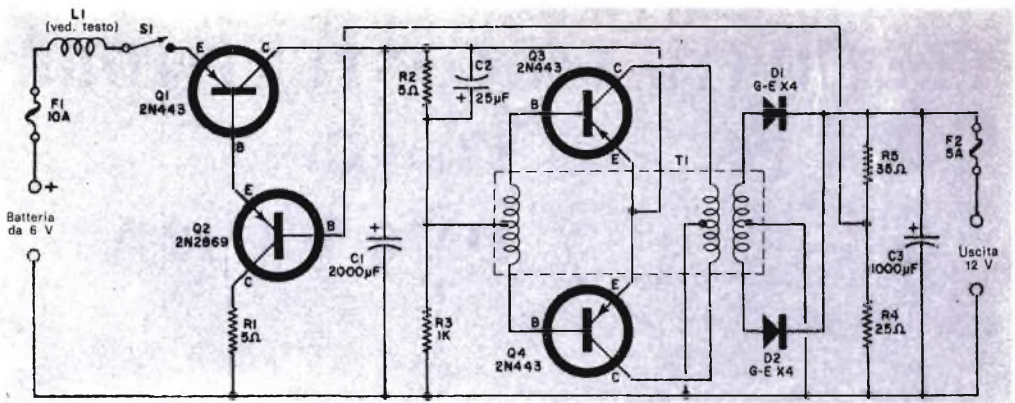 L1
(ved. testo)
S1
F1
10A
+
Batteria
da 6 V
E
C
Q1
2N443
B
E
Q2
2N2869
B
C
R1
5Ω
+
C1
2000µF
R2
5Ω
C2
+
25µF
R3
1K
Q3
2N443
C
B
E
T1
E
B
Q4
2N443
C
D1
G-E X4
D2
G-E X4
R5
35Ω
R4
25Ω
+
C3
1000µF
F2
5A
Uscita
12 V